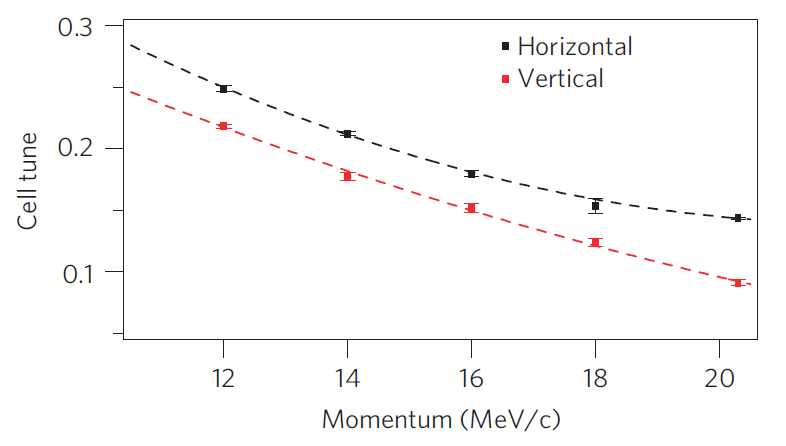 0.3
0.2
0.1
Cell tune
Horizontal
Vertical
12 14 16 18 20
Momentum (MeV/c)